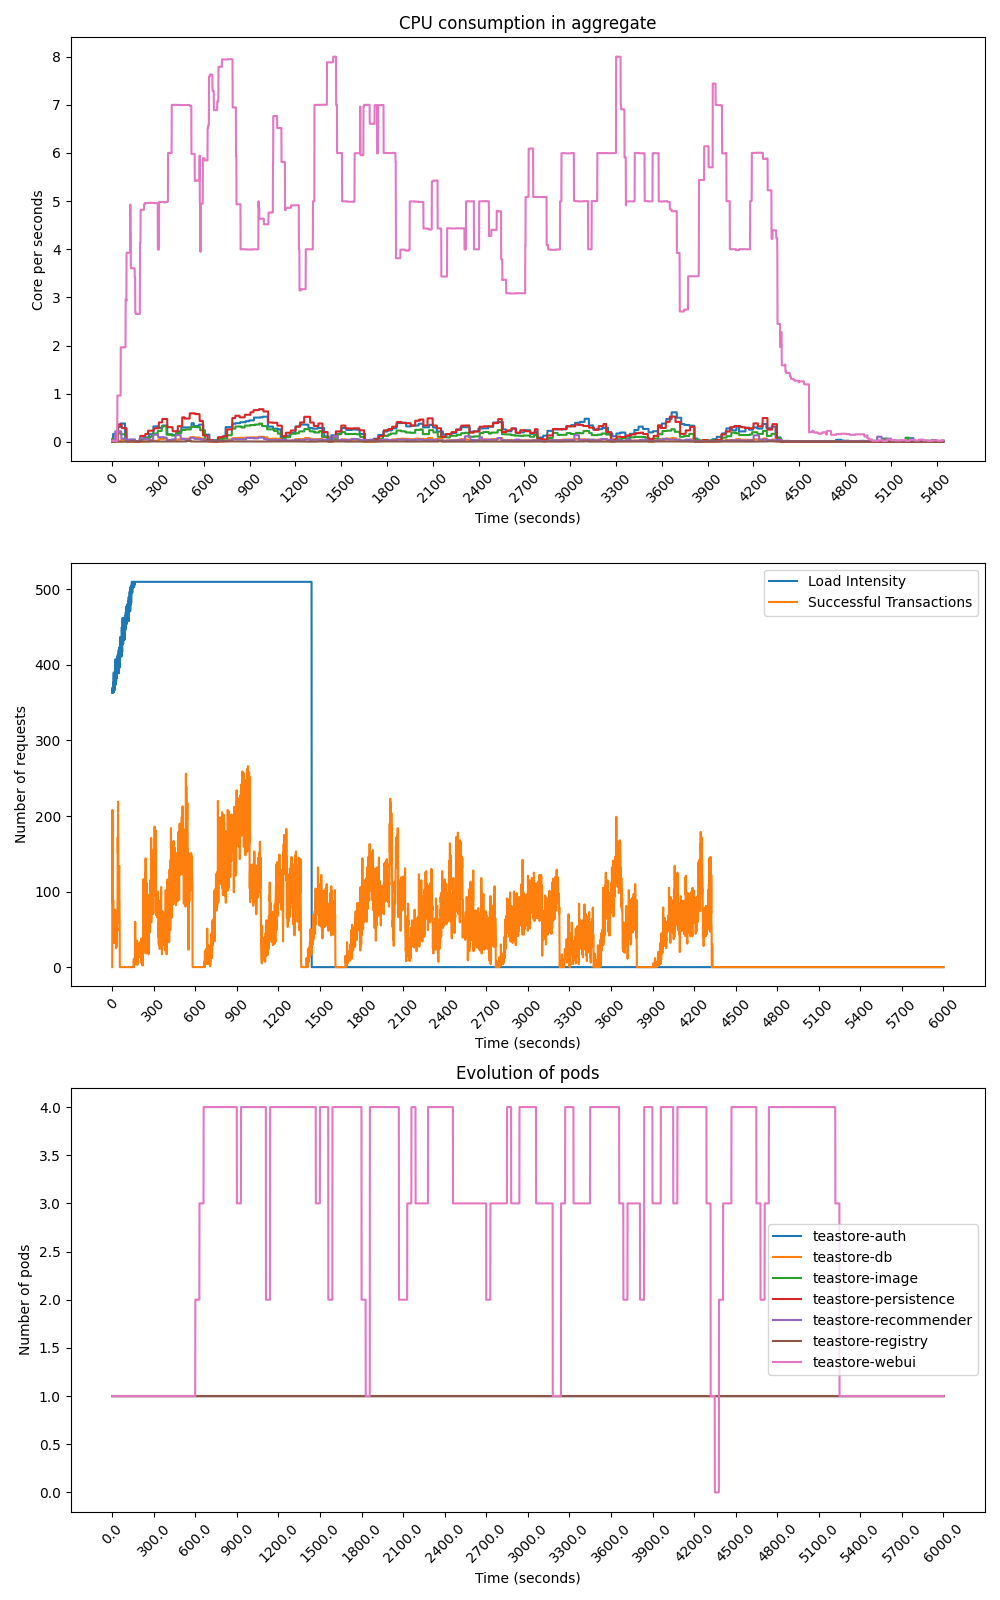 CPU consumption in aggregate
Core per seconds
8
7
6
5
4
3
2
1
0
0 300 600 900 1200 1500 1800 2100 2400 2700 3000 3300 3600 3900 4200 4500 4800 5100 5400
Time (seconds)
Number of requests
500
400
300
200
100
0
Load Intensity
Successful Transactions
0 300 600 900 1200 1500 1800 2100 2400 2700 3000 3300 3600 3900 4200 4500 4800 5100 5400 5700 6000
Time (seconds)
Evolution of pods
Number of pods
4.0
3.5
3.0
2.5
2.0
1.5
1.0
0.5
0.0
teastore-auth
teastore-db
teastore-image
teastore-persistence
teastore-recommender
teastore-registry
teastore-webui
0.0 300.0 600.0 900.0 1200.0 1500.0 1800.0 2100.0 2400.0 2700.0 3000.0 3300.0 3600.0 3900.0 4200.0 4500.0 4800.0 5100.0 5400.0 5700.0 6000.0
Time (seconds)